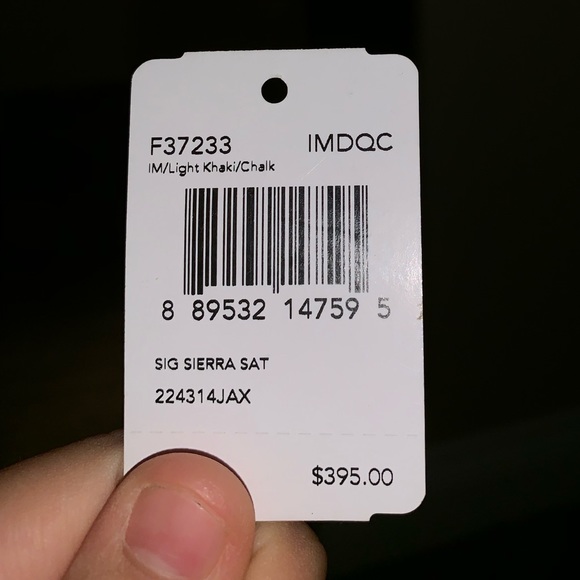 F37233 IMDQC
IM/Light Khaki/Chalk
8 89532 14759 5
SIG SIERRA SAT
224314JAX
$395.00